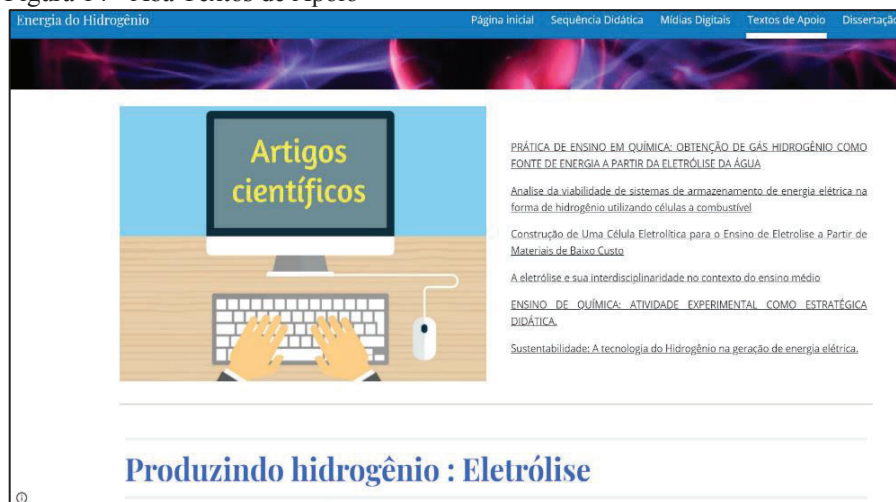 Energia do Hidrogênio
Página inicial Sequência Didática Mídias Digitais Textos de Apoio Dissertação
Artigos
científicos
PRÁTICA DE ENSINO EM QUÍMICA: OBTENÇÃO DE GÁS HIDROGÊNIO COMO
FONTE DE ENERGIA A PARTIR DA ELETRÓLISE DA ÁGUA
Analise da viabilidade de sistemas de armazenamento de energia elétrica na
forma de hidrogênio utilizando células a combustível
Construção de Uma Célula Eletrolítica para o Ensino de Eletrolise a Partir de
Materiais de Baixo Custo
A eletrólise e sua interdisciplinaridade no contexto do ensino médio
ENSINO DE QUÍMICA: ATIVIDADE EXPERIMENTAL COMO ESTRATÉGICA
DIDÁTICA.
Sustentabilidade: A tecnologia do Hidrogênio na geração de energia elétrica.
Produzindo hidrogênio : Eletrólise